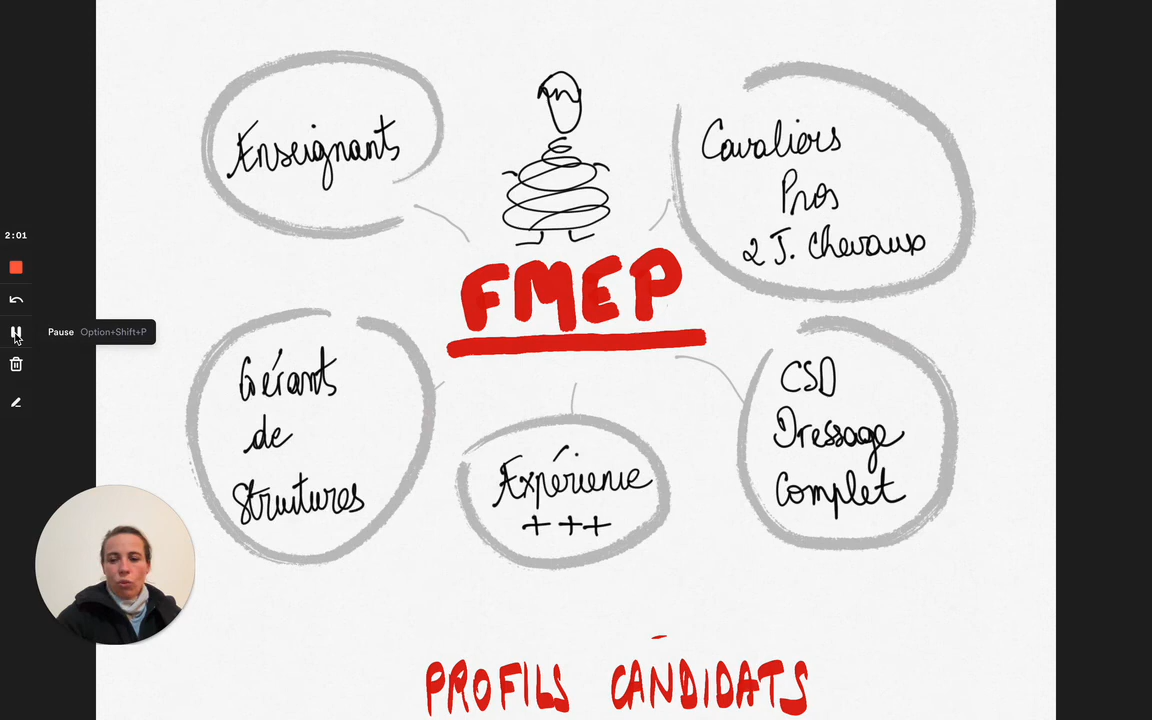 Enseignants
Cavaliers
Pros
2 J. Chevaux
FMEP
2:01
Pause Option+Shift+P
Gérants
de
Structures
Expérience
+ +++
CSD
Dressage
Complet
PROFILS CANDIDATS